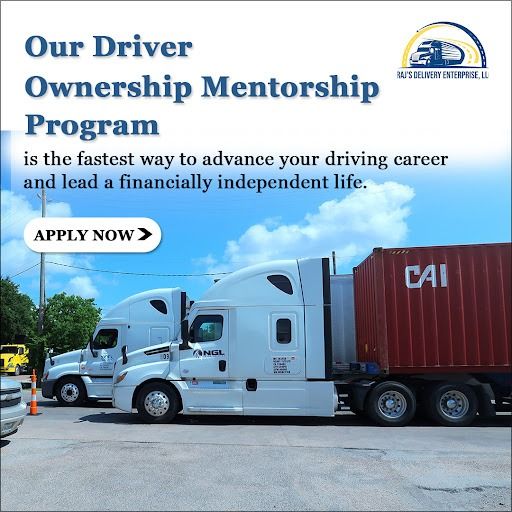 Our Driver
Ownership Mentorship
Program
RAJ'S DELIVERY ENTERPRISE, LL
is the fastest way to advance your driving career
and lead a financially independent life.
APPLY NOW
NGL
CAI